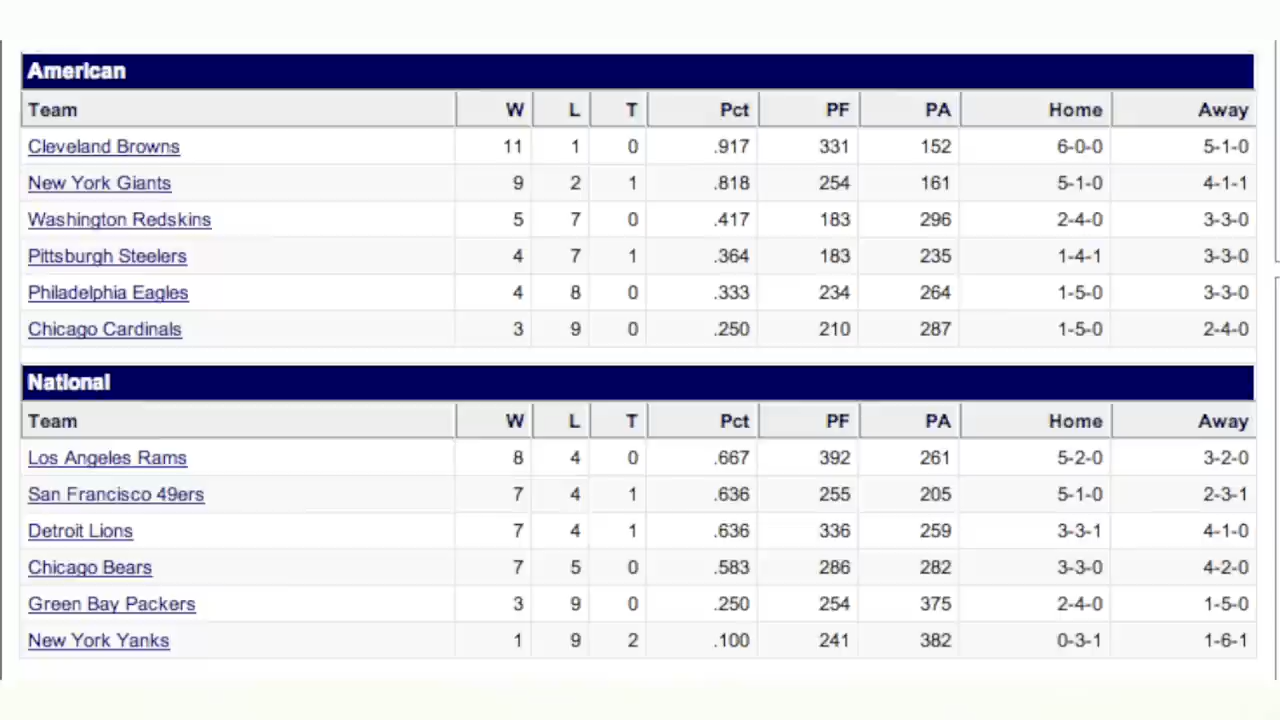 American
Team W L T Pct PF PA Home Away
Cleveland Browns 11 1 0 .917 331 152 6-0-0 5-1-0
New York Giants 9 2 1 .818 254 161 5-1-0 4-1-1
Washington Redskins 5 7 0 .417 183 296 2-4-0 3-3-0
Pittsburgh Steelers 4 7 1 .364 183 235 1-4-1 3-3-0
Philadelphia Eagles 4 8 0 .333 234 264 1-5-0 3-3-0
Chicago Cardinals 3 9 0 .250 210 287 1-5-0 2-4-0
National
Team W L T Pct PF PA Home Away
Los Angeles Rams 8 4 0 .667 392 261 5-2-0 3-2-0
San Francisco 49ers 7 4 1 .636 255 205 5-1-0 2-3-1
Detroit Lions 7 4 1 .636 336 259 3-3-1 4-1-0
Chicago Bears 7 5 0 .583 286 282 3-3-0 4-2-0
Green Bay Packers 3 9 0 .250 254 375 2-4-0 1-5-0
New York Yanks 1 9 2 .100 241 382 0-3-1 1-6-1